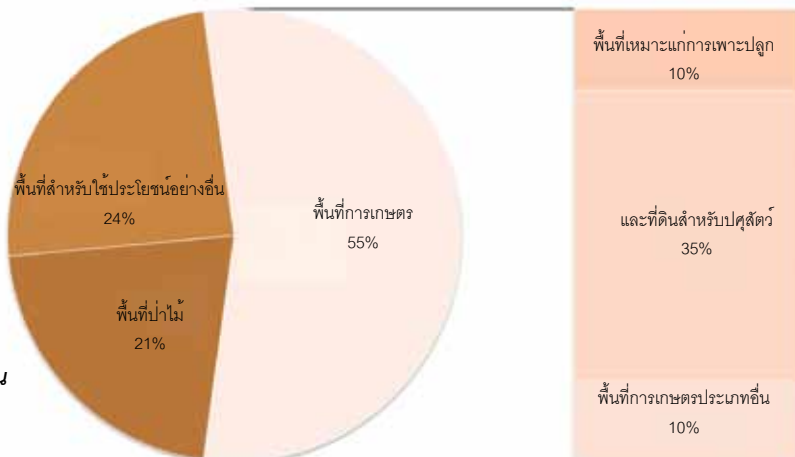 พื้นที่สำหรับใช้ประโยชน์อย่างอื่น
24%
พื้นที่ป่าไม้
21%
พื้นที่การเกษตร
55%
พื้นที่เหมาะแก่การเพาะปลูก
10%
และที่ดินสำหรับปศุสัตว์
35%
พื้นที่การเกษตรประเภทอื่น
10%
น